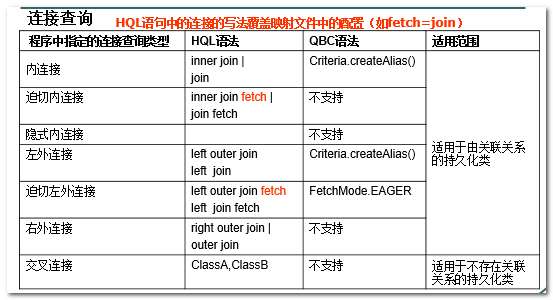 连接查询
HQL语句中的连接的写法覆盖映射文件中的配置（如fetch=join）
程序中指定的连接查询类型 HQL语法 QBC语法 适用范围
内连接 inner join | Criteria.createAlias()
join
迫切内连接 inner join fetch | 不支持
join fetch
隐式内连接 不支持
适用于由关联关系
的持久化类
左外连接 left outer join Criteria.createAlias()
left join
迫切左外连接 left outer join fetch FetchMode.EAGER
left join fetch
右外连接 right outer join | 不支持
outer join
交叉连接 ClassA,ClassB 不支持 适用于不存在关联
关系的持久化类